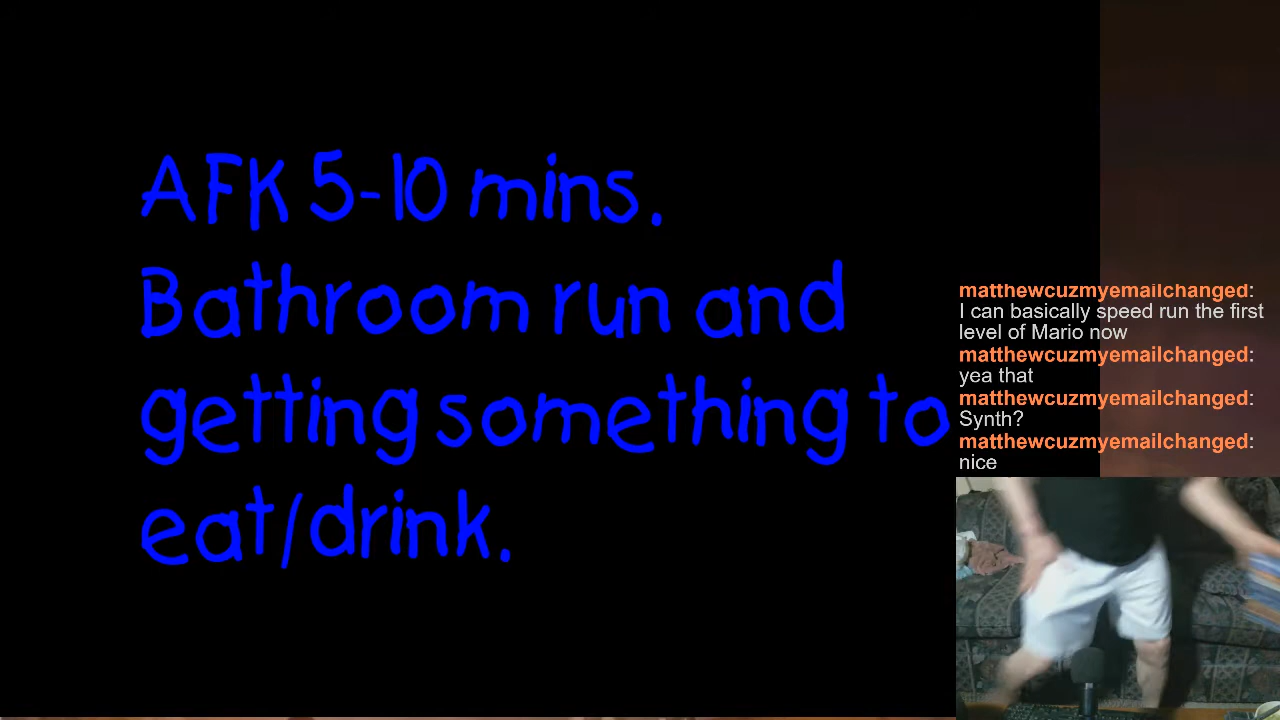 AFK 5-10 mins.
Bathroom run and
getting something to
eat/drink.
matthewcuzmyemailchanged:
I can basically speed run the first
level of Mario now
matthewcuzmyemailchanged:
yea that
matthewcuzmyemailchanged:
Synth?
matthewcuzmyemailchanged:
nice